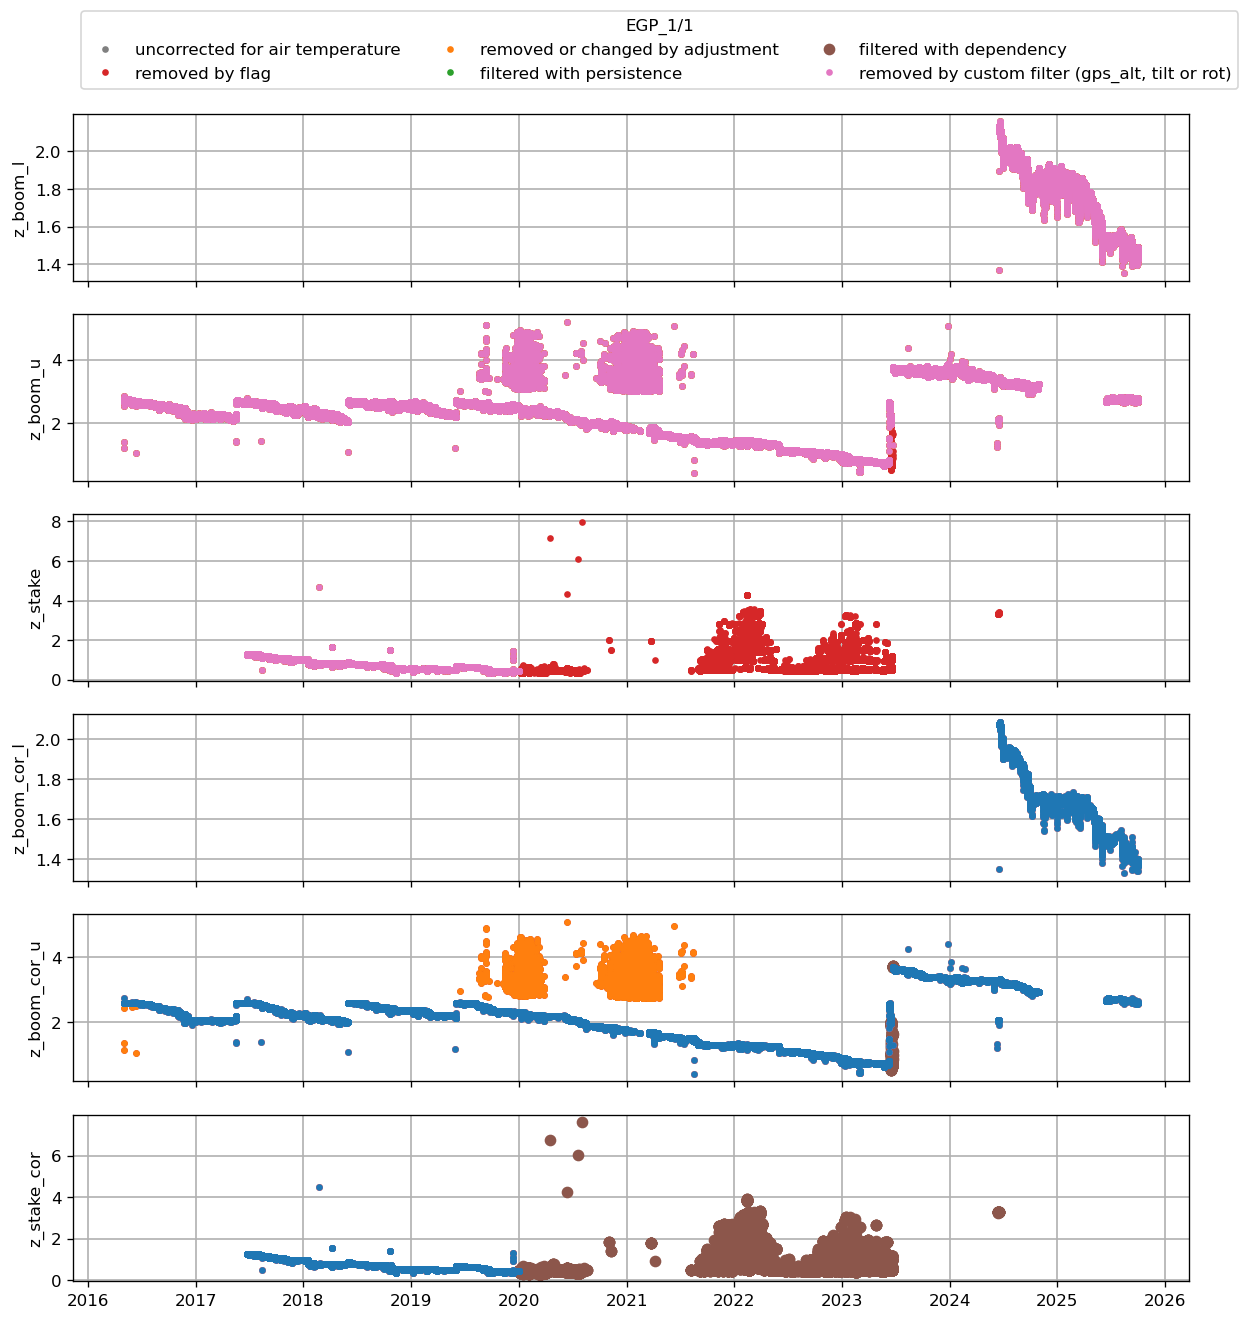 EGP_1/1
uncorrected for air temperature
removed or changed by adjustment
filtered with dependency
removed by flag
filtered with persistence
removed by custom filter (gps_alt, tilt or rot)
z_boom_l
2.0
1.8
1.6
1.4
z_boom_u
4
2
z_stake
8
6
4
2
0
z_boom_cor_l
2.0
1.8
1.6
1.4
z_boom_cor_u
4
2
z_stake_cor
6
4
2
0
2016 2017 2018 2019 2020 2021 2022 2023 2024 2025 2026